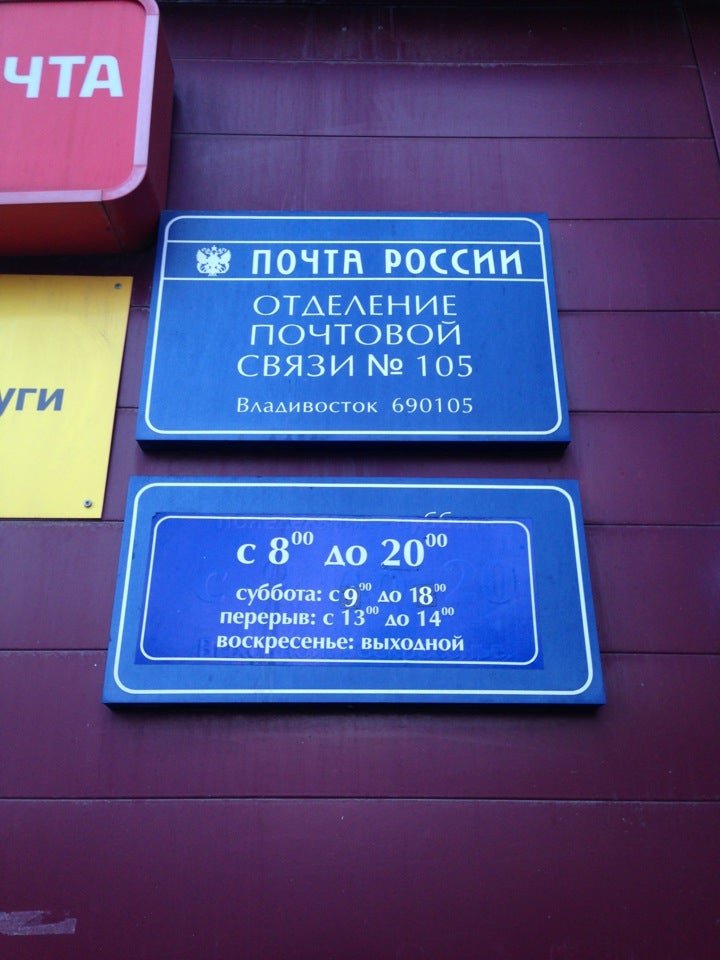 ЧТА
ПОЧТА РОССИИ
ОТДЕЛЕНИЕ
ПОЧТОВОЙ
СВЯЗИ № 105
Владивосток 690105
уги
с 8⁰⁰ до 20⁰⁰
суббота: с 9⁰⁰ до 18⁰⁰
перерыв: с 13⁰⁰ до 14⁰⁰
воскресенье: выходной